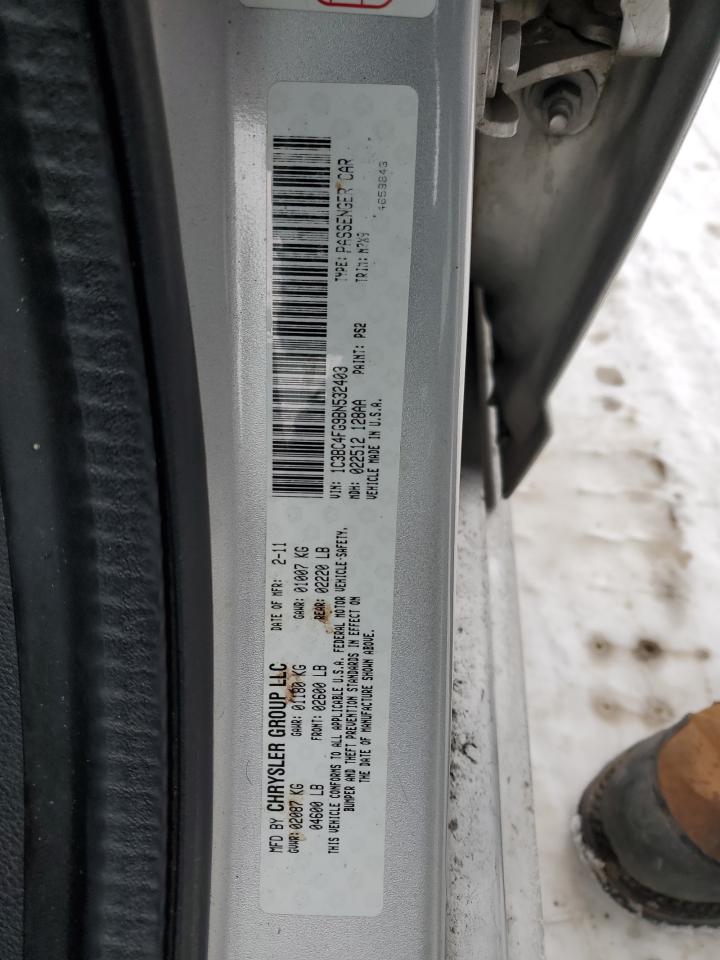 MFD BY CHRYSLER GROUP LLC
DATE OF MFR: 2-11
GVWR: 02087 KG
GAWR: 01180 KG
GAWR: 01007 KG
04600 LB
FRONT: 02600 LB
REAR: 02220 LB
THIS VEHICLE CONFORMS TO ALL APPLICABLE U.S.A. FEDERAL MOTOR VEHICLE-SAFETY,
BUMPER AND THEFT PREVENTION STANDARDS IN EFFECT ON
THE DATE OF MANUFACTURE SHOWN ABOVE.
VIN: 1C3BC4FG9BN532403
TYPE: PASSENGER CAR
MDH: 022512 128AA
PAINT: PS2
TRIM: M7X9
VEHICLE MADE IN U.S.A.
4653843